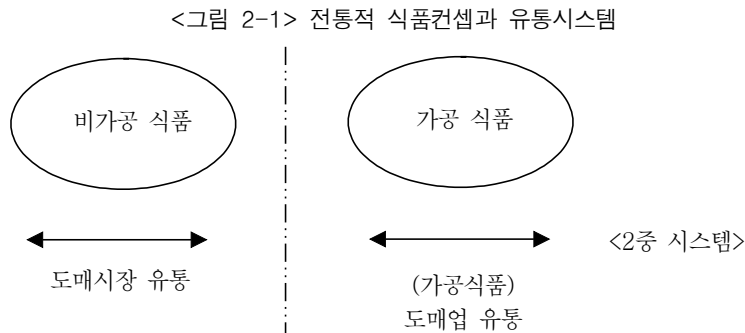 <그림 2-1> 전통적 식품컨셉과 유통시스템
비가공 식품
가공 식품
<2중 시스템>
도매시장 유통
(가공식품)
도매업 유통